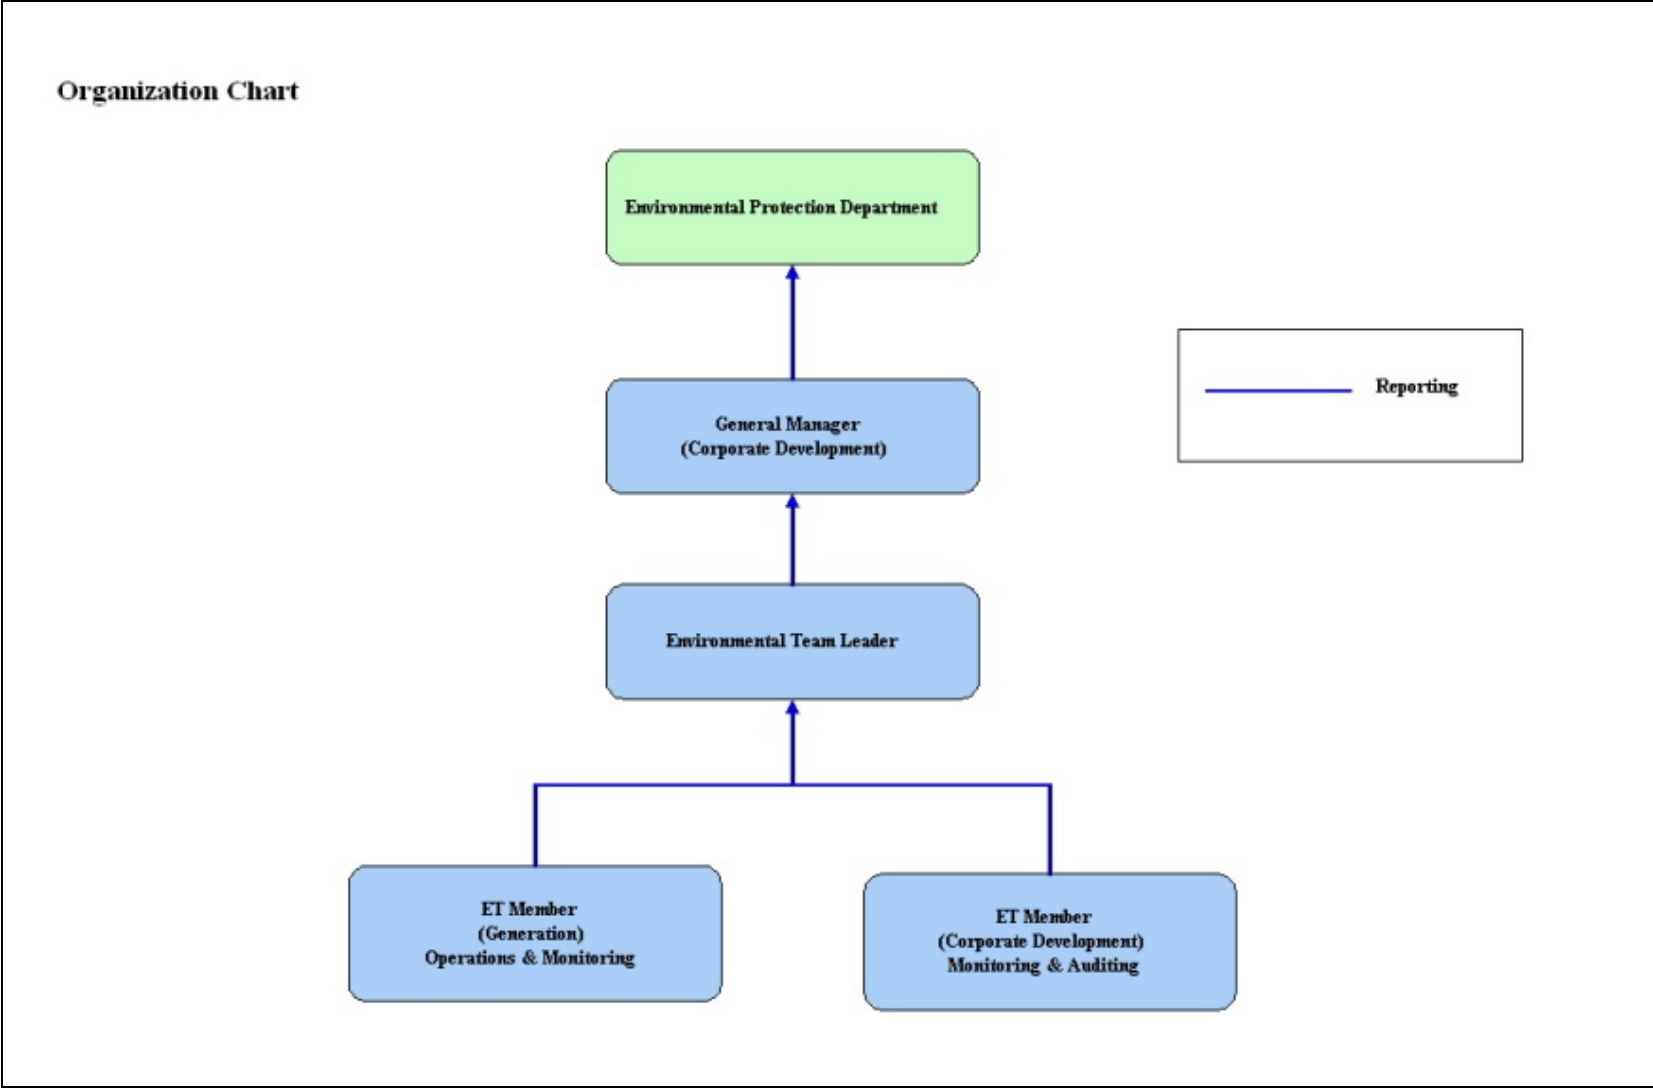 Organization Chart
Environmental Protection Department
General Manager
(Corporate Development)
Reporting
Environmental Team Leader
ET Member
(Generation)
Operations & Monitoring
ET Member
(Corporate Development)
Monitoring & Auditing